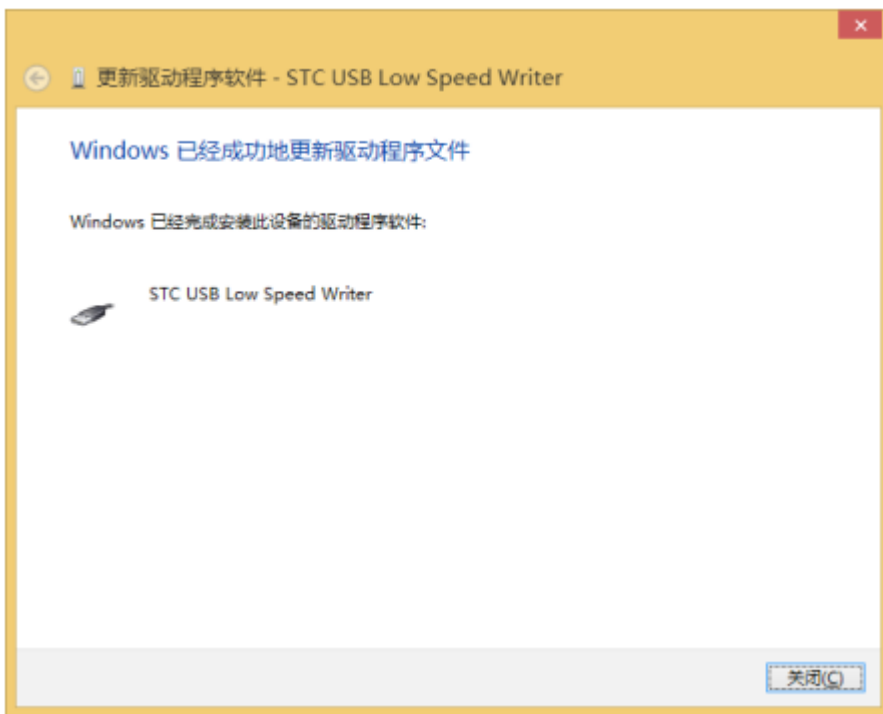 更新驱动程序软件 - STC USB Low Speed Writer
Windows 已经成功地更新驱动程序文件
Windows 已经完成安装此设备的驱动程序软件:
STC USB Low Speed Writer
关闭(C)